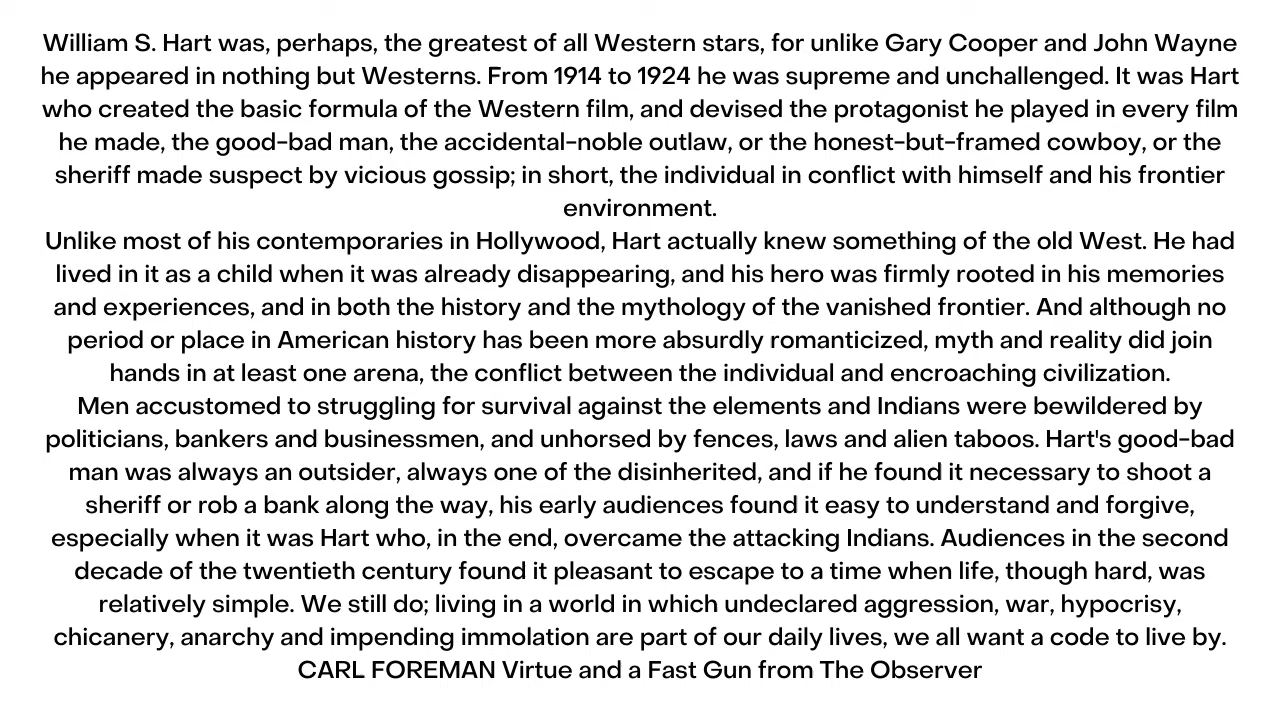 William S. Hart was, perhaps, the greatest of all Western stars, for unlike Gary Cooper and John Wayne
he appeared in nothing but Westerns. From 1914 to 1924 he was supreme and unchallenged. It was Hart
who created the basic formula of the Western film, and devised the protagonist he played in every film
he made, the good-bad man, the accidental-noble outlaw, or the honest-but-framed cowboy, or the
sheriff made suspect by vicious gossip; in short, the individual in conflict with himself and his frontier
environment.
Unlike most of his contemporaries in Hollywood, Hart actually knew something of the old West. He had
lived in it as a child when it was already disappearing, and his hero was firmly rooted in his memories
and experiences, and in both the history and the mythology of the vanished frontier. And although no
period or place in American history has been more absurdly romanticized, myth and reality did join
hands in at least one arena, the conflict between the individual and encroaching civilization.
Men accustomed to struggling for survival against the elements and Indians were bewildered by
politicians, bankers and businessmen, and unhorsed by fences, laws and alien taboos. Hart's good-bad
man was always an outsider, always one of the disinherited, and if he found it necessary to shoot a
sheriff or rob a bank along the way, his early audiences found it easy to understand and forgive,
especially when it was Hart who, in the end, overcame the attacking Indians. Audiences in the second
decade of the twentieth century found it pleasant to escape to a time when life, though hard, was
relatively simple. We still do; living in a world in which undeclared aggression, war, hypocrisy,
chicanery, anarchy and impending immolation are part of our daily lives, we all want a code to live by.
CARL FOREMAN Virtue and a Fast Gun from The Observer